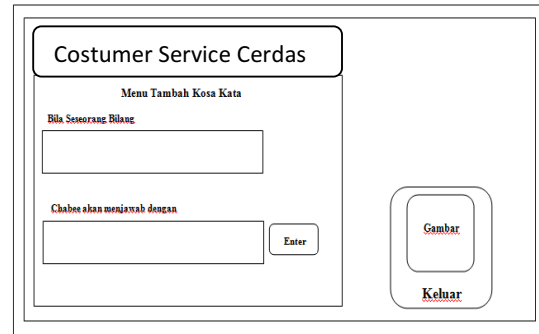 Costumer Service Cerdas
Menu Tambah Kosa Kata
Bila Seseorang Bilang
Chabee akan menjawab dengan
Enter
Gambar
Keluar